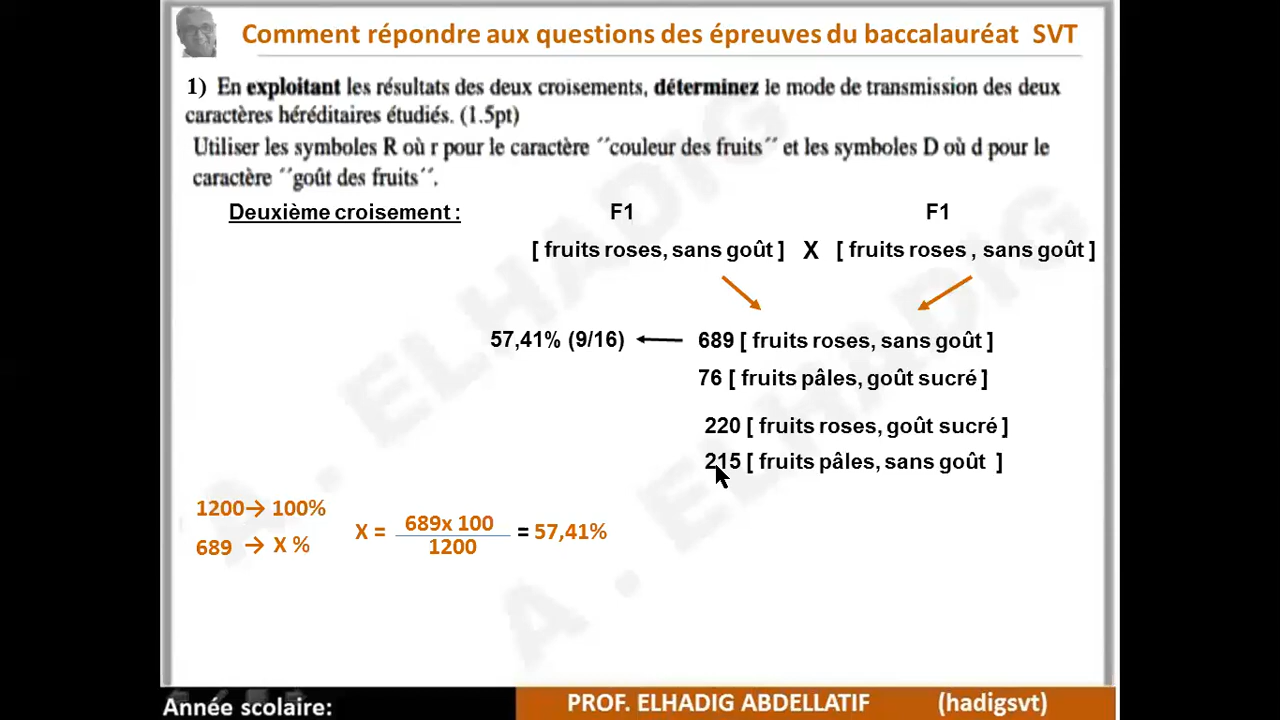 Comment répondre aux questions des épreuves du baccalauréat SVT
1) En exploitant les résultats des deux croisements, déterminez le mode de transmission des deux
caractères héréditaires étudiés. (1.5pt)
Utiliser les symboles R où r pour le caractère ´´couleur des fruits´´ et les symboles D où d pour le
caractère ´´goût des fruits´´.
Deuxième croisement : F1 F1
[ fruits roses, sans goût ] X [ fruits roses , sans goût ]
57,41% (9/16) ← 689 [ fruits roses, sans goût ]
76 [ fruits pâles, goût sucré ]
220 [ fruits roses, goût sucré ]
215 [ fruits pâles, sans goût ]
1200→ 100%
689 → X %
X = 689x 100 / 1200 = 57,41%
A . ELHADIG
A . ELHADIG
Année scolaire:
PROF. ELHADIG ABDELLATIF (hadigsvt)